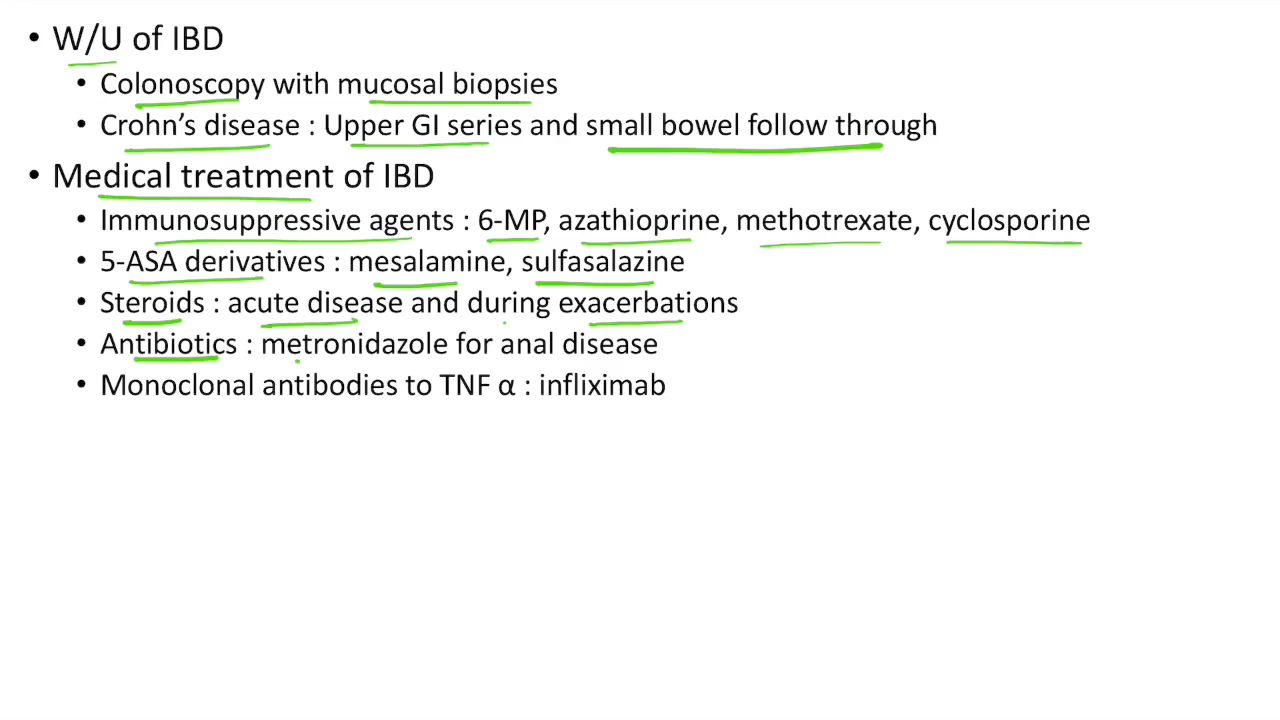 • W/U of IBD
• Colonoscopy with mucosal biopsies
• Crohn’s disease : Upper GI series and small bowel follow through
• Medical treatment of IBD
• Immunosuppressive agents : 6-MP, azathioprine, methotrexate, cyclosporine
• 5-ASA derivatives : mesalamine, sulfasalazine
• Steroids : acute disease and during exacerbations
• Antibiotics : metronidazole for anal disease
• Monoclonal antibodies to TNF α : infliximab